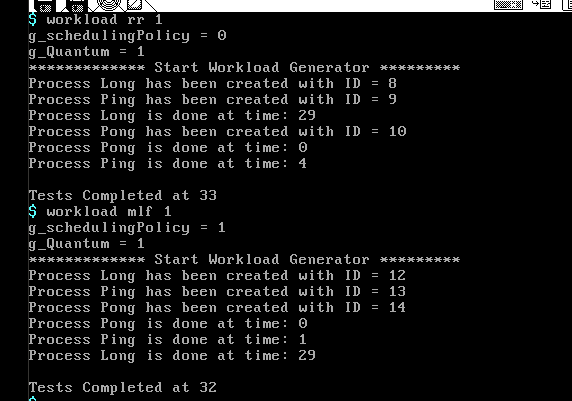 $ workload rr 1
g_schedulingPolicy = 0
g_Quantum = 1
************* Start Workload Generator *********
Process Long has been created with ID = 8
Process Ping has been created with ID = 9
Process Long is done at time: 29
Process Pong has been created with ID = 10
Process Pong is done at time: 0
Process Ping is done at time: 4
Tests Completed at 33
$ workload mlf 1
g_schedulingPolicy = 1
g_Quantum = 1
************* Start Workload Generator *********
Process Long has been created with ID = 12
Process Ping has been created with ID = 13
Process Pong has been created with ID = 14
Process Pong is done at time: 0
Process Ping is done at time: 1
Process Long is done at time: 29
Tests Completed at 32
$